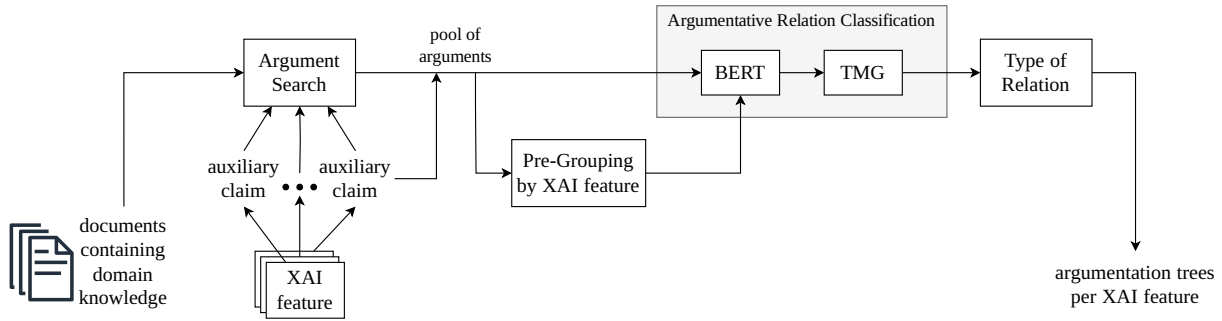 Argumentative Relation Classification
pool of
arguments
Argument
Search
BERT
TMG
Type of
Relation
auxiliary
claim
auxiliary
claim
Pre-Grouping
by XAI feature
documents
containing
domain
knowledge
XAI
feature
argumentation trees
per XAI feature